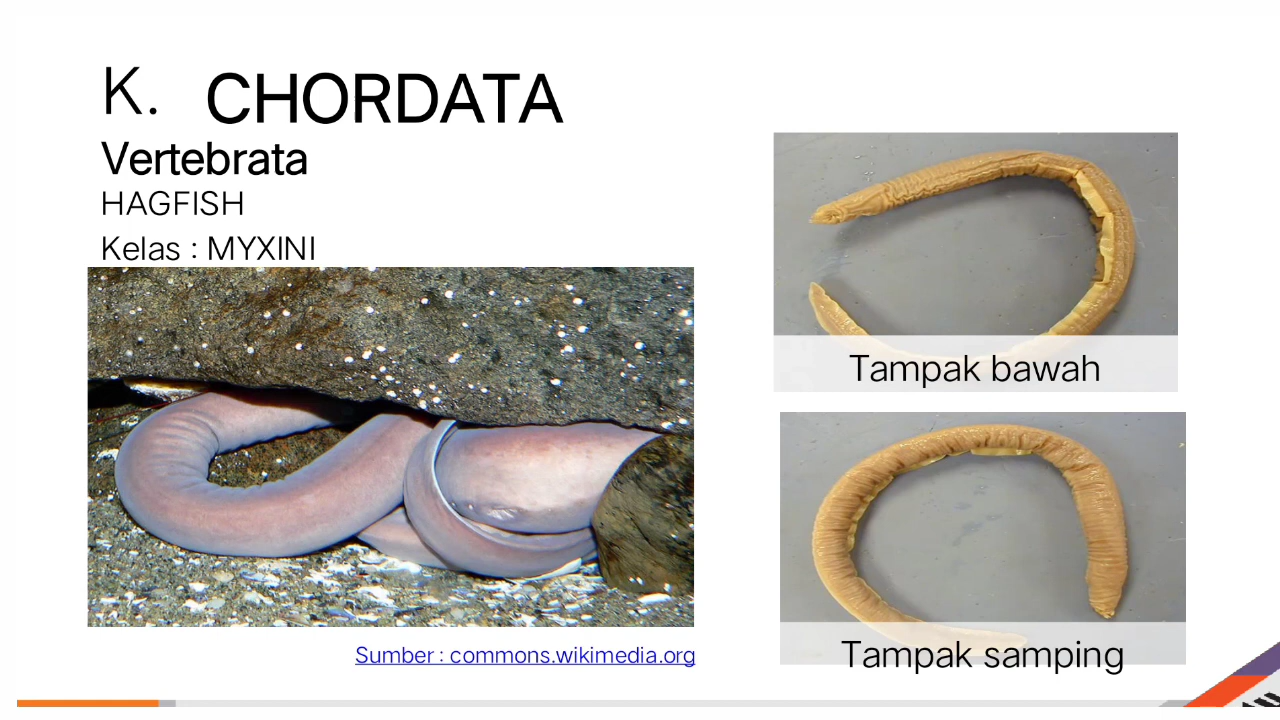 K. CHORDATA
Vertebrata
HAGFISH
Kelas : MYXINI
Tampak bawah
Tampak samping
Sumber : commons.wikimedia.org